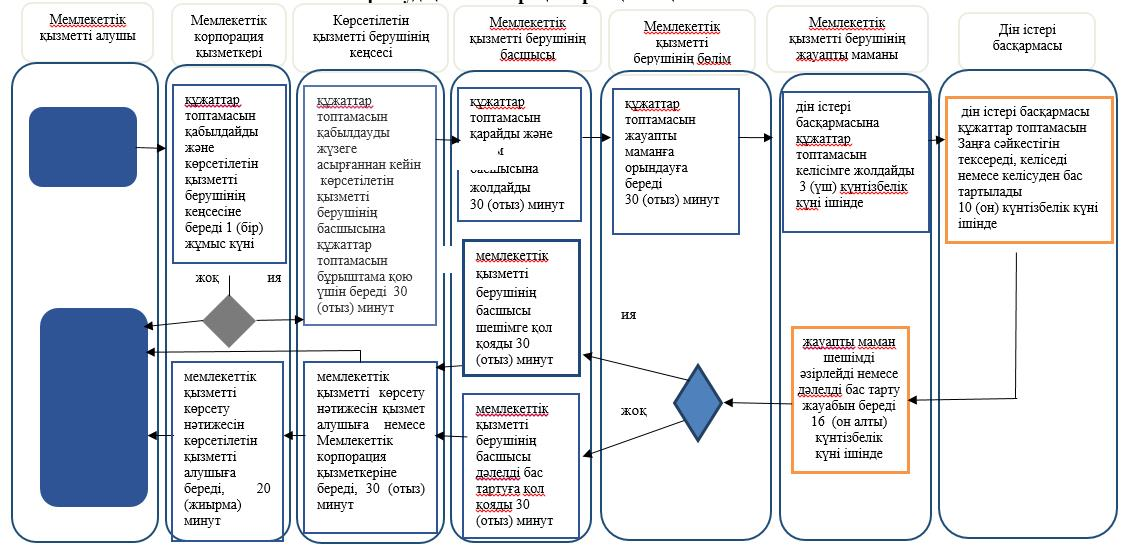 Мемлекеттік
қызметті алушы
Мемлекеттік
корпорация
қызметкері
Көрсетілетін
қызметті берушінің
кеңсесі
Мемлекеттік
қызметті берушінің
басшысы
Мемлекеттік
қызметті
берушінің бөлім
Мемлекеттік
қызметті берушінің
жауапты маманы
Дін істері
басқармасы
құжаттар
топтамасын
қабылдайды
және
көрсетілетін
қызметті
берушінің
кеңсесіне
береді 1 (бір)
жұмыс күні
құжаттар
топтамасын
қабылдауды
жүзеге
асырғаннан кейін
көрсетілетін
қызметті
берушінің
басшысына
құжаттар
топтамасын
бұрыштама қою
үшін береді 30
(отыз) минут
құжаттар
топтамасын
қарайды және
м
басшысына
жолдайды
30 (отыз) минут
құжаттар
топтамасын
жауапты
маманға
орындауға
береді
30 (отыз) минут
дін істері
басқармасына
құжаттар
топтамасын
келісімге жолдайды
3 (үш) күнтізбелік
күні ішінде
дін істері басқармасы
құжаттар топтамасын
Заңға сәйкестігін
тексереді, келіседі
немесе келісуден бас
тартылады
10 (он) күнтізбелік күні
ішінде
жоқ
ия
мемлекеттік
қызметті
берушінің
басшысы
шешімге қол
қояды 30
(отыз) минут
ия
жоқ
жауапты маман
шешімді
әзірлейді немесе
дәлелді бас тарту
жауабын береді
16 (он алты)
күнтізбелік
күні ішінде
мемлекеттік
қызметті
көрсету
нәтижесін
көрсетілетін
қызметті
алушыға
береді, 20
(жиырма)
минут
мемлекеттік
қызметті көрсету
нәтижесін қызмет
алушыға немесе
Мемлекеттік
корпорация
қызметкеріне
береді, 30 (отыз)
минут
мемлекеттік
қызметті
берушінің
басшысы
дәлелді бас
тартуға қол
қояды 30
(отыз) минут